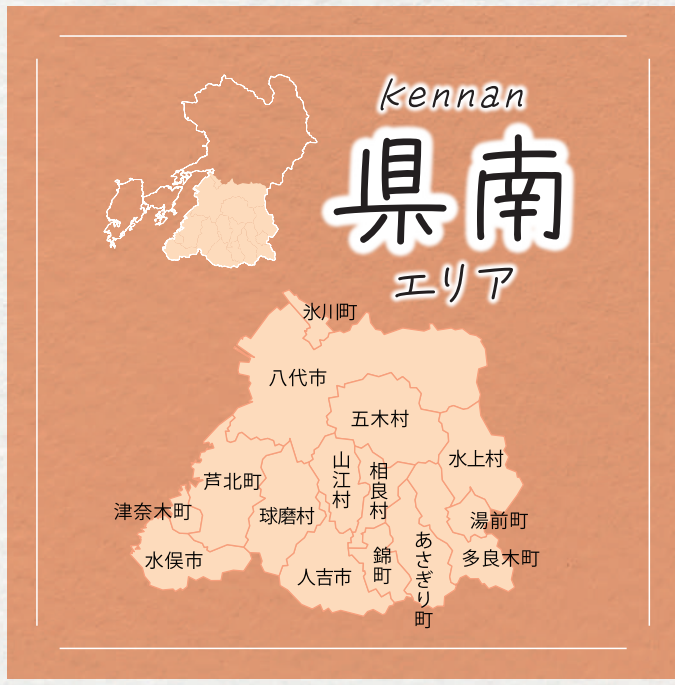 kennan
県南
エリア
氷川町
八代市
五木村
水上村
山江村
相良村
芦北町
津奈木町
球磨村
湯前町
水俣市
人吉市
錦町
あさぎり町
多良木町